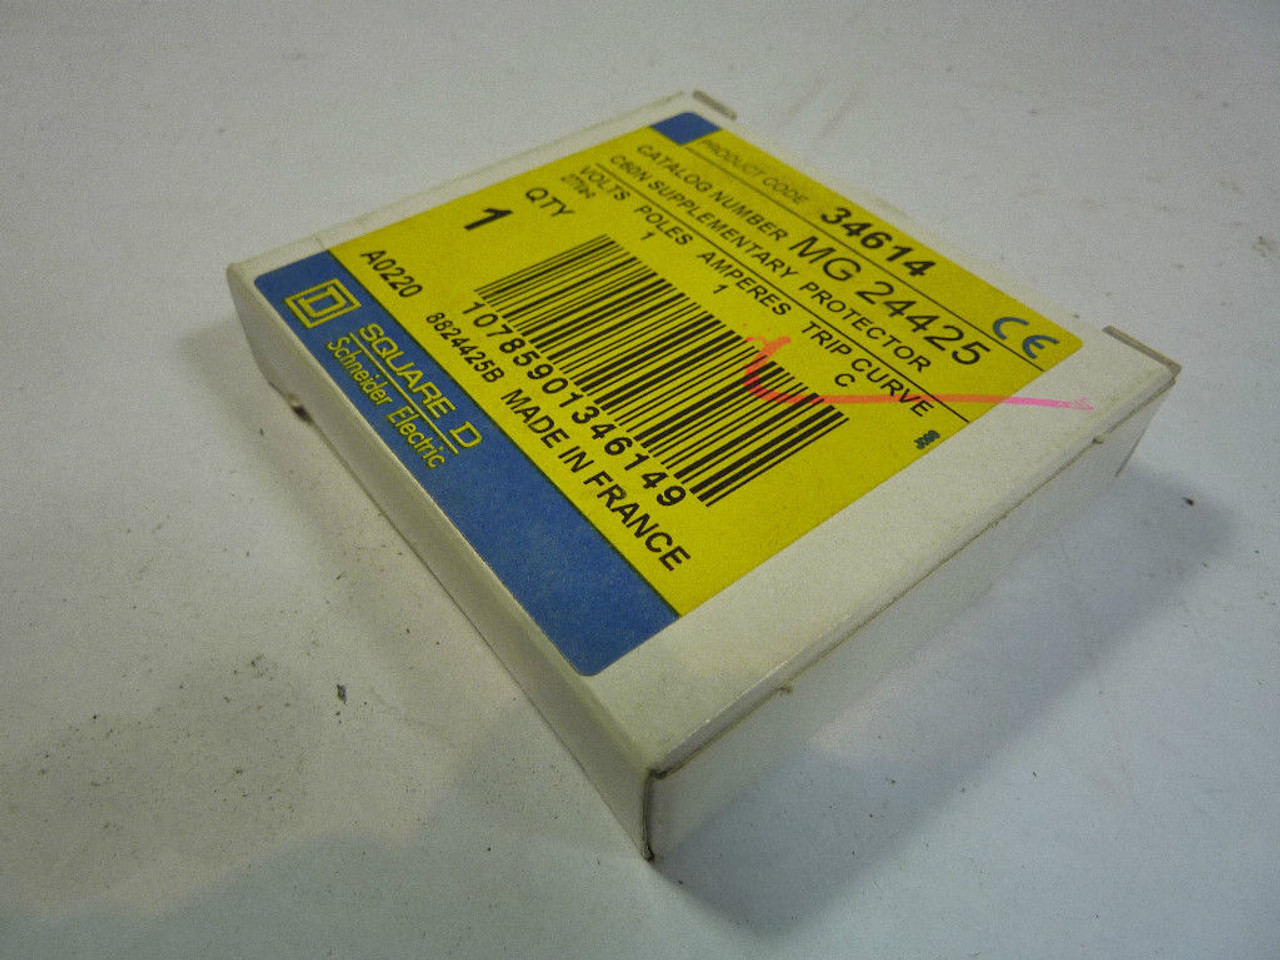 PRODUCT CODE 34614
CATALOG NUMBER MG 24425
CE
C60N SUPPLEMENTARY PROTECTOR
VOLTS POLES AMPERES TRIP CURVE
1 1 C
QTY
1
10785901346149
A0220 8824425B MADE IN FRANCE
SQUARE D
Schneider Electric